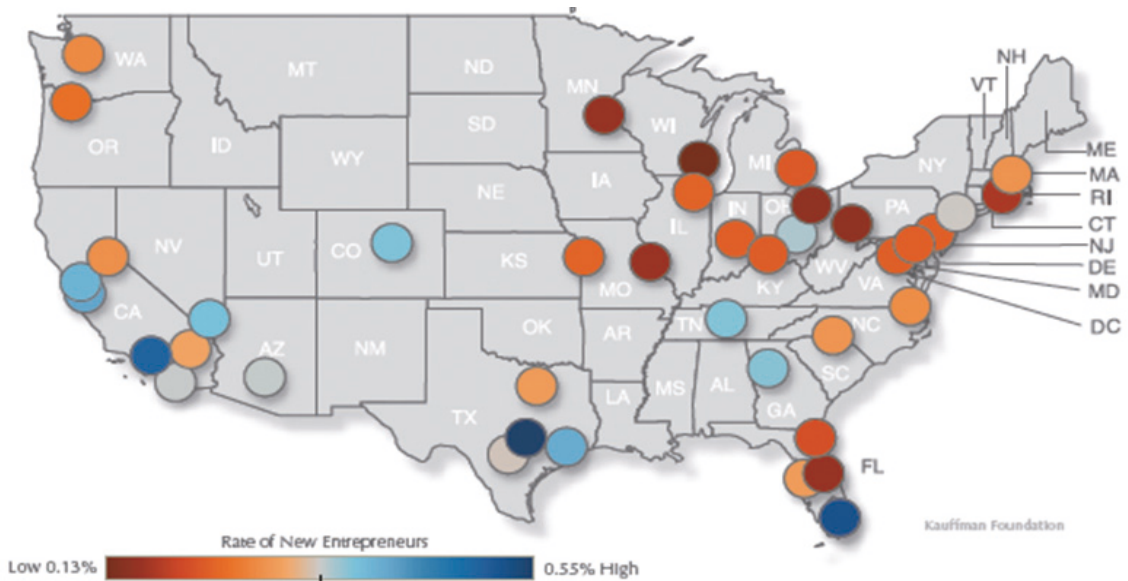 NH
VT
WA
MT
ND
MN
ME
OR
ID
SD
WI
MI
NY
MA
WY
RI
IA
PA
NE
CT
NV
IL
IN
NJ
UT
CO
DE
KS
MO
WV
VA
MD
CA
KY
DC
OK
TN
NC
AZ
NM
AR
SC
MS
AL
GA
LA
TX
FL
Kauffman Foundation
Rate of New Entrepreneurs
Low 0.13%
0.55% High